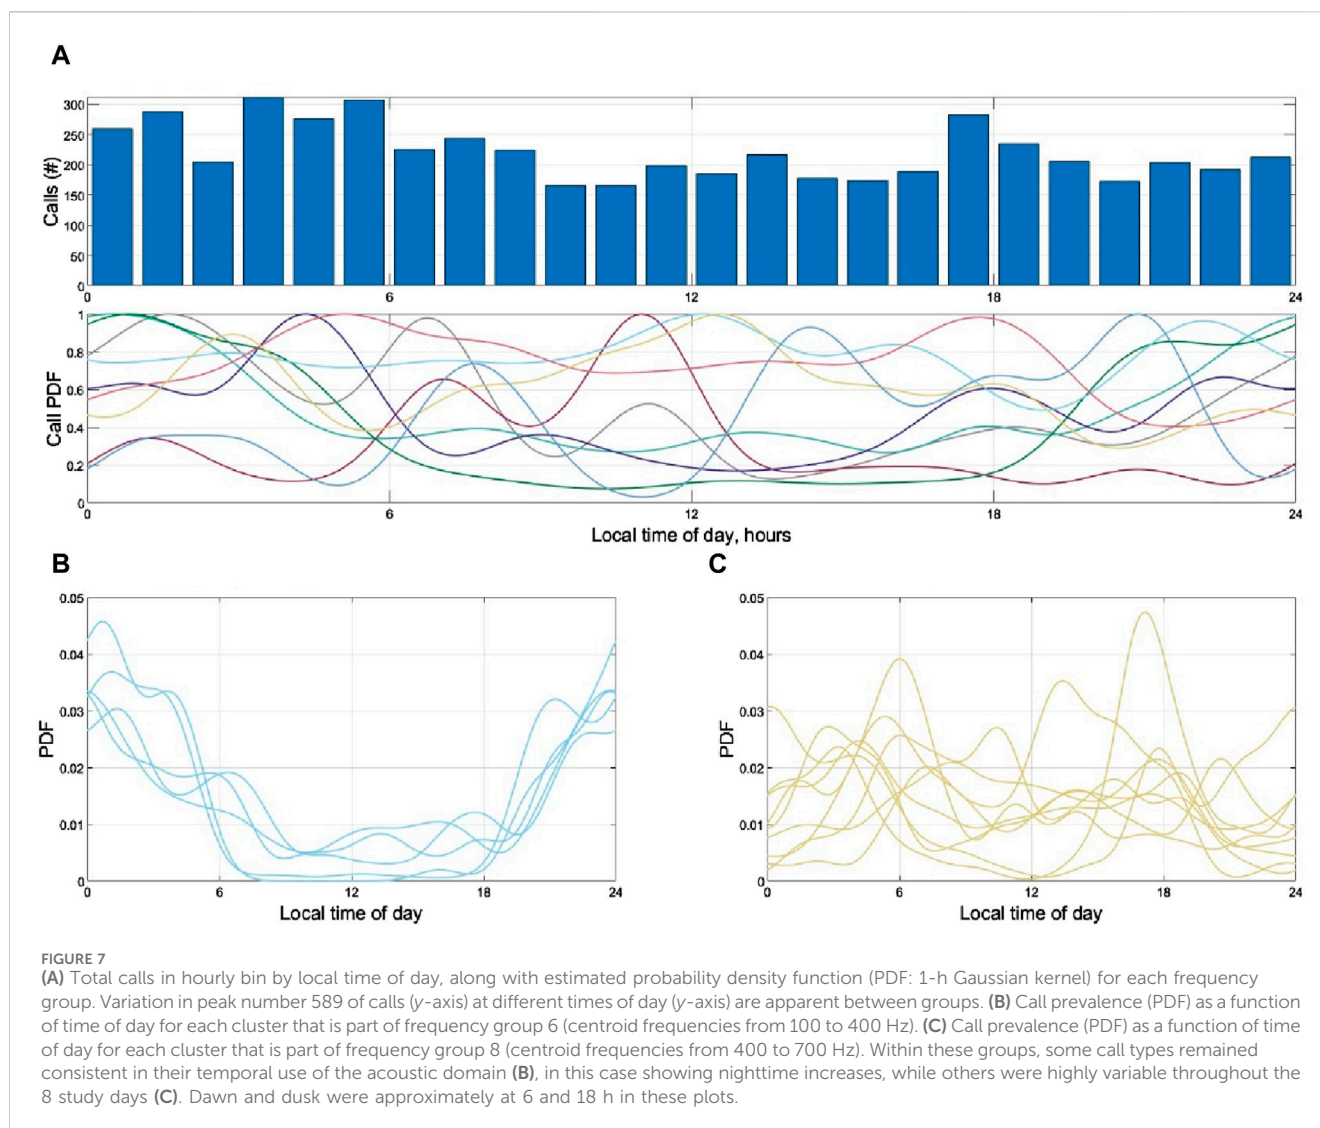 A
300
250
200
150
100
50
0
Calls (#)
0 6 12 18 24
1
0.8
0.6
0.4
0.2
0
Call PDF
0 6 12 18 24
Local time of day, hours
B
0.05
0.04
0.03
0.02
0.01
0
PDF
0 6 12 18 24
Local time of day
C
0.05
0.04
0.03
0.02
0.01
0
PDF
0 6 12 18 24
Local time of day
FIGURE 7
(A) Total calls in hourly bin by local time of day, along with estimated probability density function (PDF: 1-h Gaussian kernel) for each frequency
group. Variation in peak number 589 of calls (y-axis) at different times of day (y-axis) are apparent between groups. (B) Call prevalence (PDF) as a function
of time of day for each cluster that is part of frequency group 6 (centroid frequencies from 100 to 400 Hz). (C) Call prevalence (PDF) as a function of time
of day for each cluster that is part of frequency group 8 (centroid frequencies from 400 to 700 Hz). Within these groups, some call types remained
consistent in their temporal use of the acoustic domain (B), in this case showing nighttime increases, while others were highly variable throughout the
8 study days (C). Dawn and dusk were approximately at 6 and 18 h in these plots.